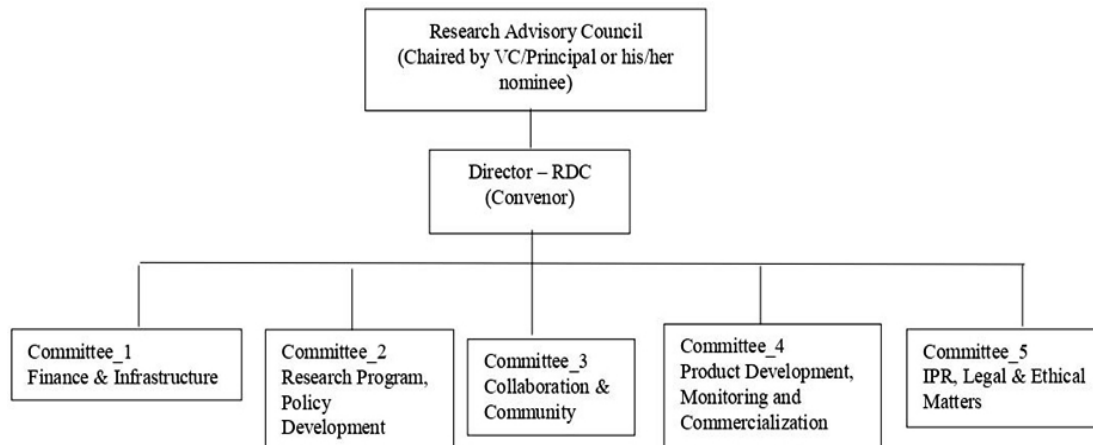 Research Advisory Council
(Chaired by VC/Principal or his/her
nominee)
Director – RDC
(Convenor)
Committee_1
Finance & Infrastructure
Committee_2
Research Program,
Policy
Development
Committee_3
Collaboration &
Community
Committee_4
Product Development,
Monitoring and
Commercialization
Committee_5
IPR, Legal & Ethical
Matters